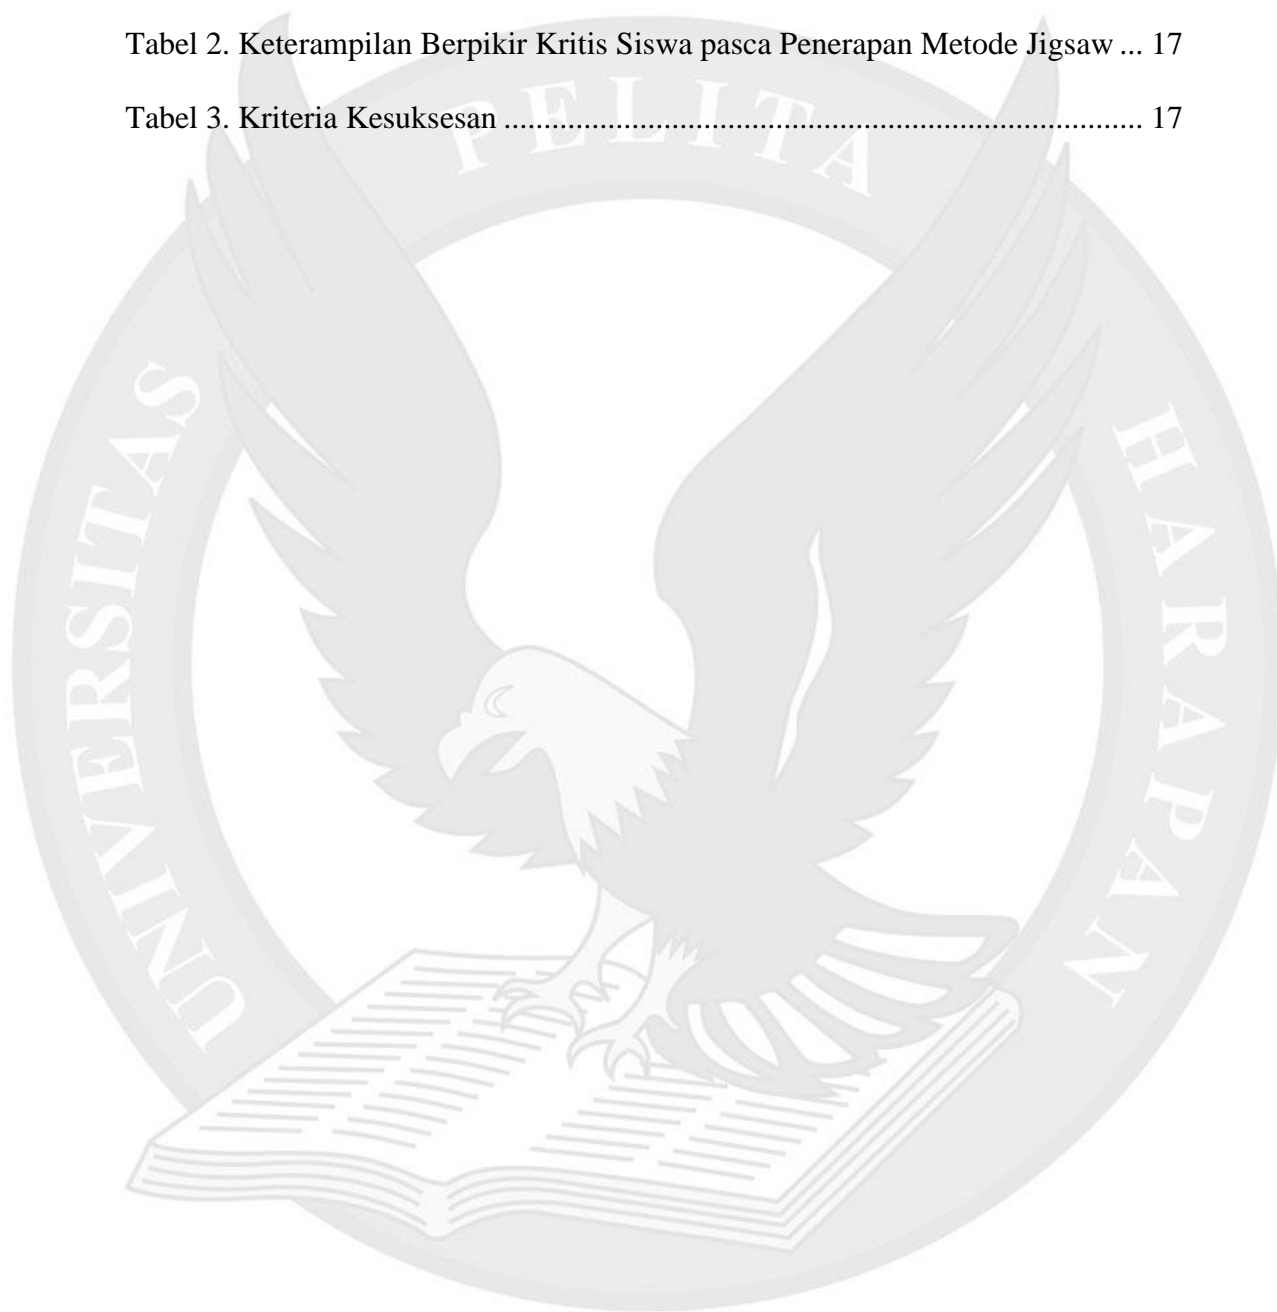 Tabel 2. Keterampilan Berpikir Kritis Siswa pasca Penerapan Metode Jigsaw ... 17
Tabel 3. Kriteria Kesuksesan ................................................................................ 17
UNIVERSITAS PELITA HARAPAN